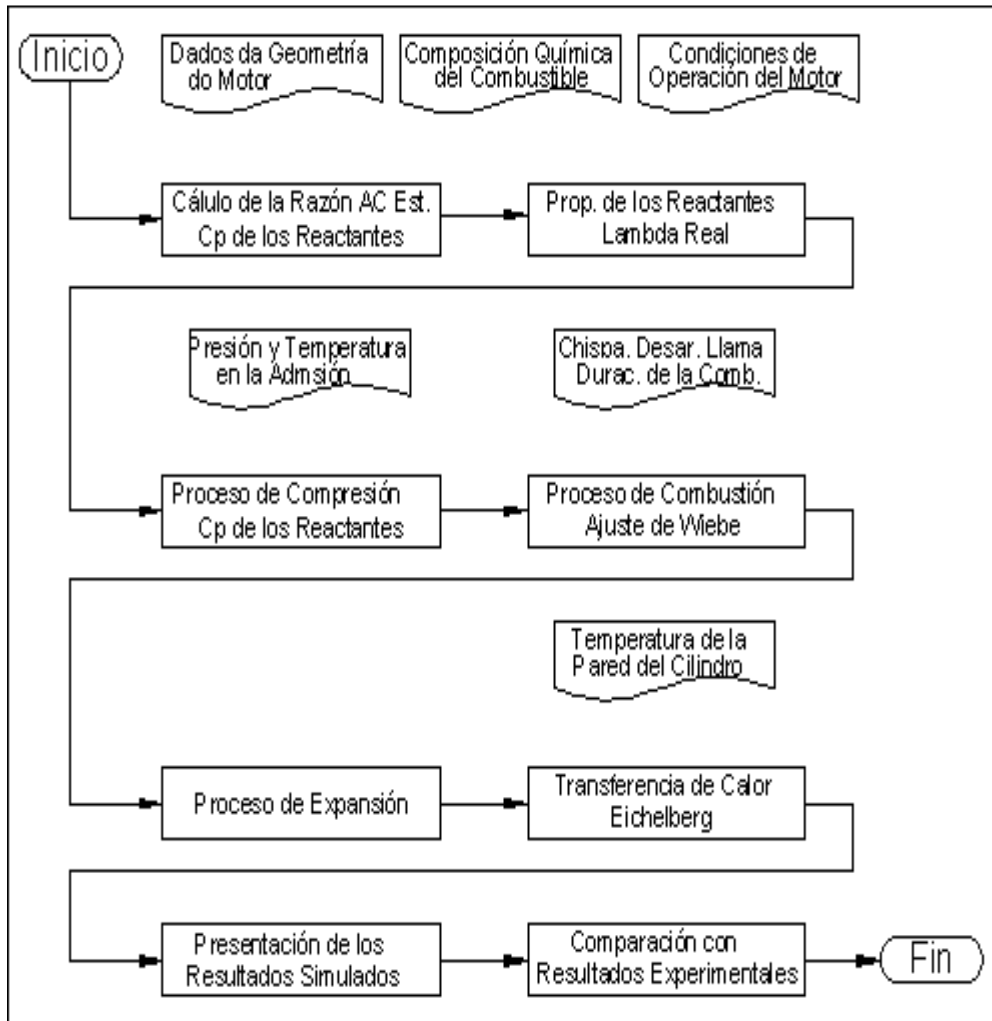 Inicio
Dados da Geometría
do Motor
Composición Química
del Combustible
Condiciones de
Operación del Motor
Cálulo de la Razón AC Est.
Cp de los Reactantes
Prop. de los Reactantes
Lambda Real
Presión y Temperatura
en la Admsión
Chispa. Desar. Llama
Durac. de la Comb.
Proceso de Compresión
Cp de los Reactantes
Proceso de Combustión
Ajuste de Wiebe
Temperatura de la
Pared del Cilindro
Proceso de Expansión
Transferencia de Calor
Eichelberg
Presentación de los
Resultados Simulados
Comparación con
Resultados Experimentales
Fin